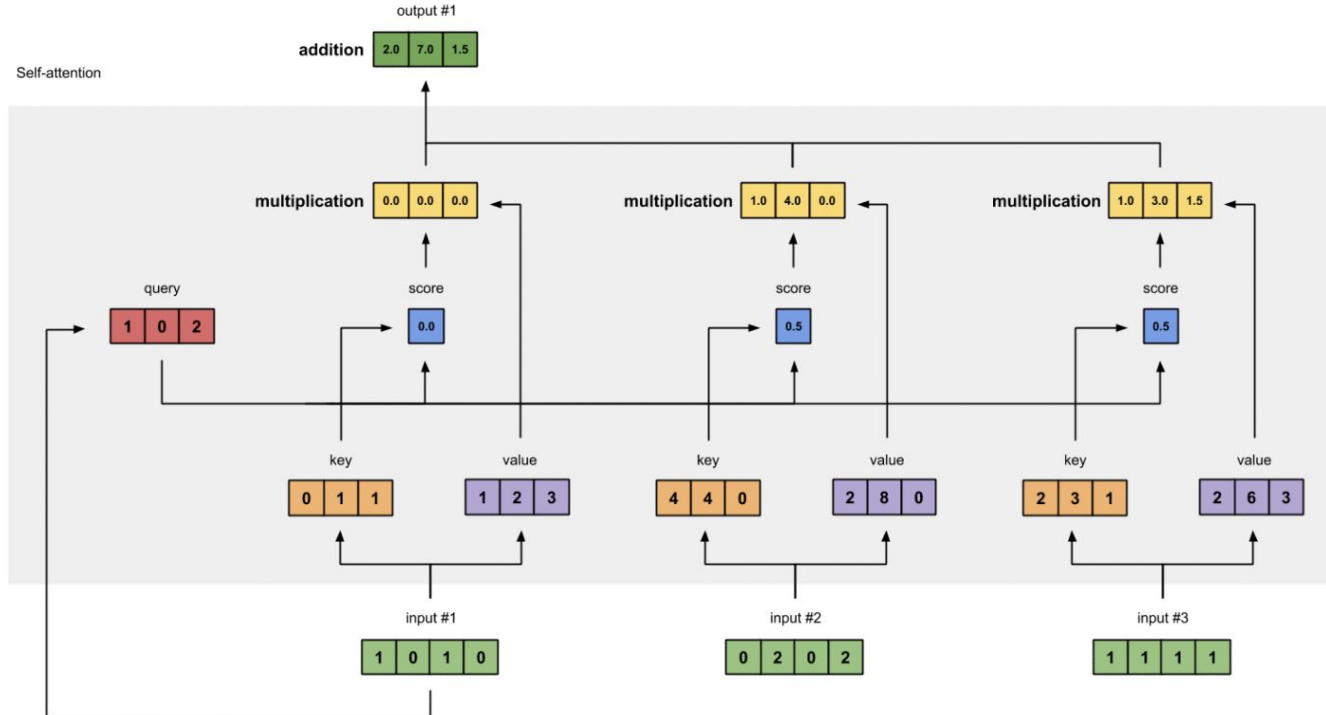 output #1
addition 2.0 7.0 1.5
Self-attention
multiplication 0.0 0.0 0.0 multiplication 1.0 4.0 0.0 multiplication 1.0 3.0 1.5
query score score score
1 0 2 0.0 0.5 0.5
key value key value key value
0 1 1 1 2 3 4 4 0 2 8 0 2 3 1 2 6 3
input #1 input #2 input #3
1 0 1 0 0 2 0 2 1 1 1 1